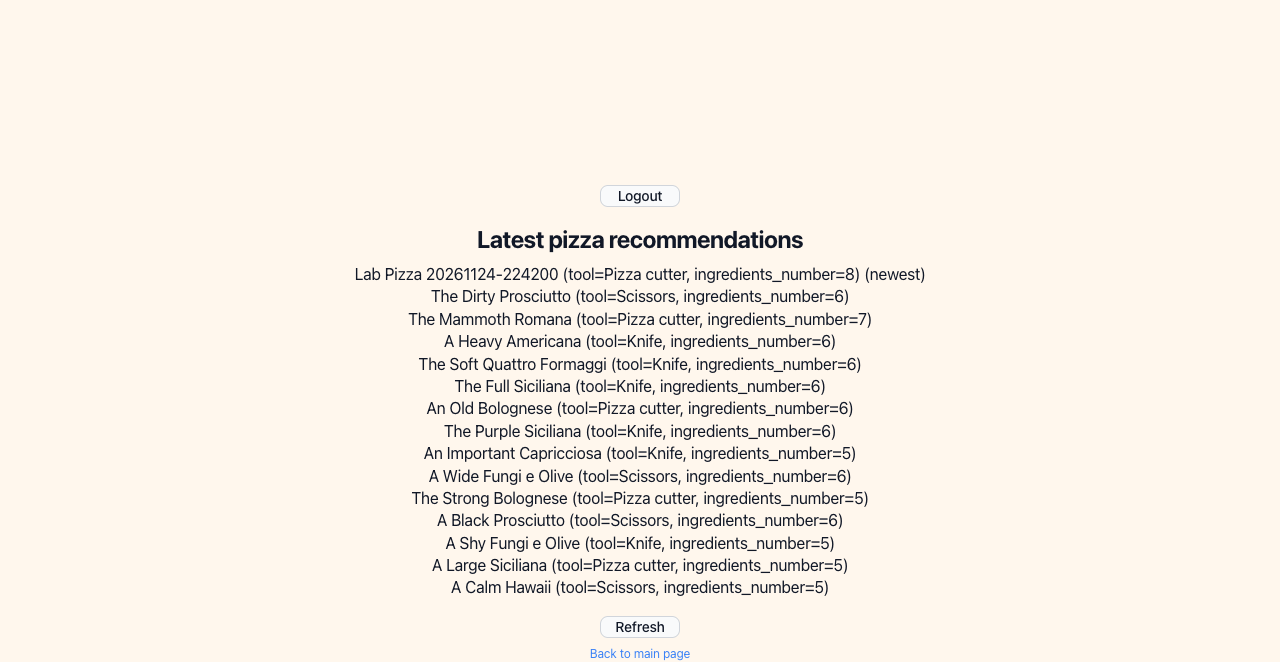 Logout
Latest pizza recommendations
Lab Pizza 20261124-224200 (tool=Pizza cutter, ingredients_number=8) (newest)
The Dirty Prosciutto (tool=Scissors, ingredients_number=6)
The Mammoth Romana (tool=Pizza cutter, ingredients_number=7)
A Heavy Americana (tool=Knife, ingredients_number=6)
The Soft Quattro Formaggi (tool=Knife, ingredients_number=6)
The Full Siciliana (tool=Knife, ingredients_number=6)
An Old Bolognese (tool=Pizza cutter, ingredients_number=6)
The Purple Siciliana (tool=Knife, ingredients_number=6)
An Important Capricciosa (tool=Knife, ingredients_number=5)
A Wide Fungi e Olive (tool=Scissors, ingredients_number=6)
The Strong Bolognese (tool=Pizza cutter, ingredients_number=5)
A Black Prosciutto (tool=Scissors, ingredients_number=6)
A Shy Fungi e Olive (tool=Knife, ingredients_number=5)
A Large Siciliana (tool=Pizza cutter, ingredients_number=5)
A Calm Hawaii (tool=Scissors, ingredients_number=5)
Refresh
Back to main page